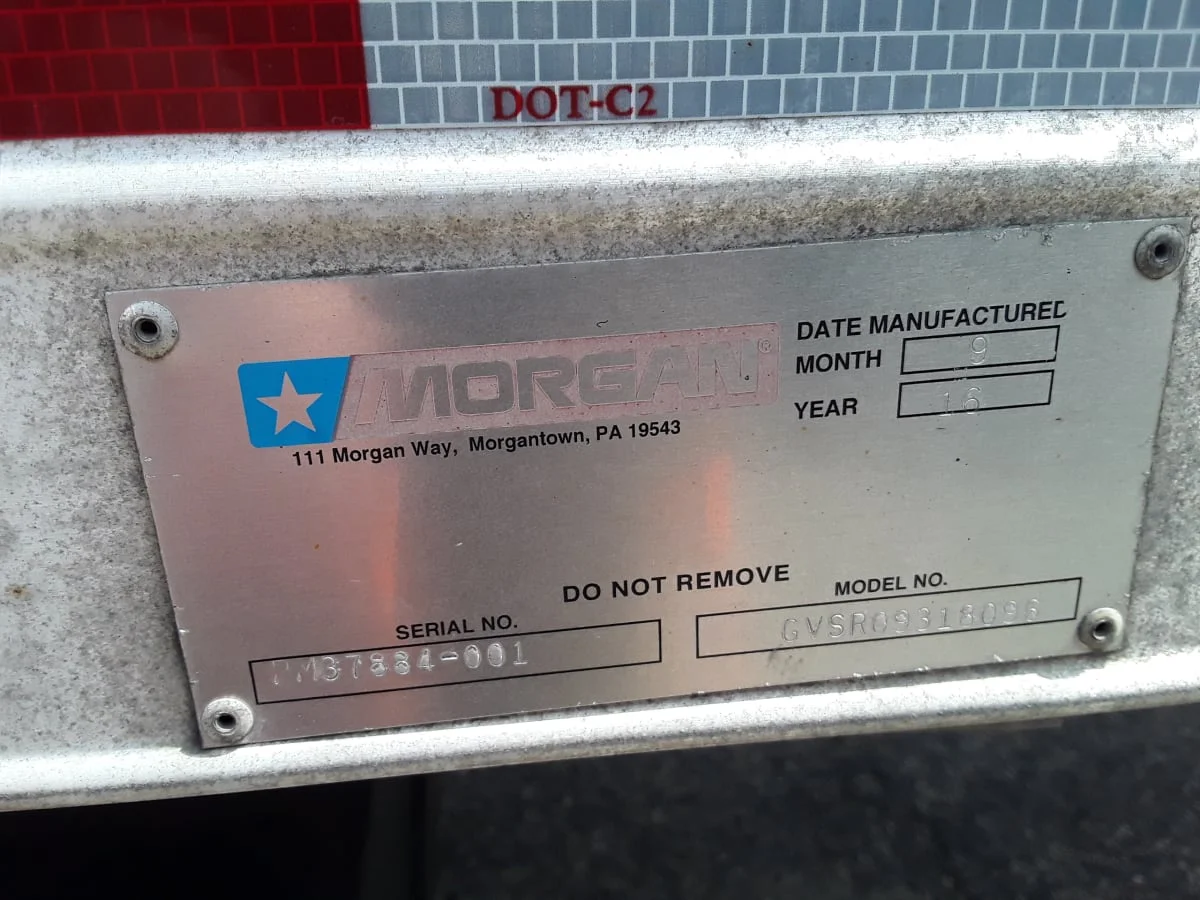 DOT-C2
MORGAN®
111 Morgan Way, Morgantown, PA 19543
DATE MANUFACTURED
MONTH 9
YEAR 16
DO NOT REMOVE
SERIAL NO.
MODEL NO.
GVSR09318096